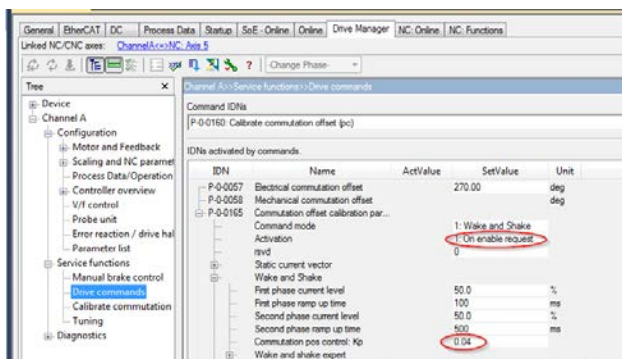 General EtherCAT DC Process Data Startup SoE - Online Online Drive Manager NC: Online NC: Functions
Linked NC/CNC axes: ChannelA<=>NC: Axis 5
? Change Phase-
Tree x Channel A>>Service functions>>Drive commands
Device
Channel A
Configuration
Motor and Feedback
Scaling and NC paramet
Process Data/Operation
Controller overview
V/f control
Probe unit
Error reaction / drive hal
Parameter list
Service functions
Manual brake control
Drive commands
Calibrate commutation
Tuning
Diagnostics
Command IDNs
P-0-0160: Calibrate commutation offset (pc)
IDNs activated by commands.
IDN Name ActValue SetValue Unit
P-0-0057 Electrical commutation offset 270.00 deg
P-0-0058 Mechanical commutation offset deg
P-0-0165 Commutation offset calibration par...
Command mode 1: Wake and Shake
Activation 1: On enable request
rsvd 0
Static current vector
Wake and Shake
First phase current level 50.0 %
First phase ramp up time 100 ms
Second phase current level 50.0 %
Second phase ramp up time 500 ms
Commutation pos control: Kp 0.04
Wake and shake expert